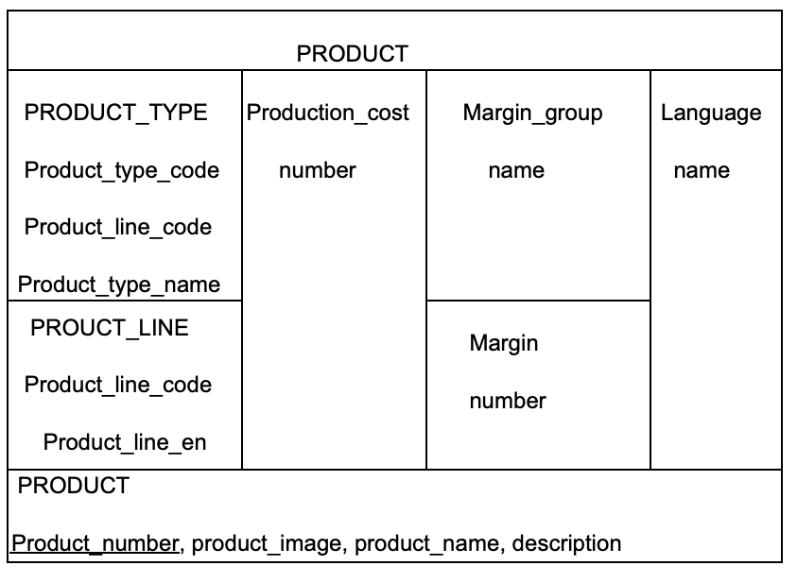 PRODUCT
PRODUCT_TYPE
Product_type_code
Product_line_code
Product_type_name
PROUCT_LINE
Product_line_code
Product_line_en
Production_cost
number
Margin_group
name
Margin
number
Language
name
PRODUCT
Product_number, product_image, product_name, description